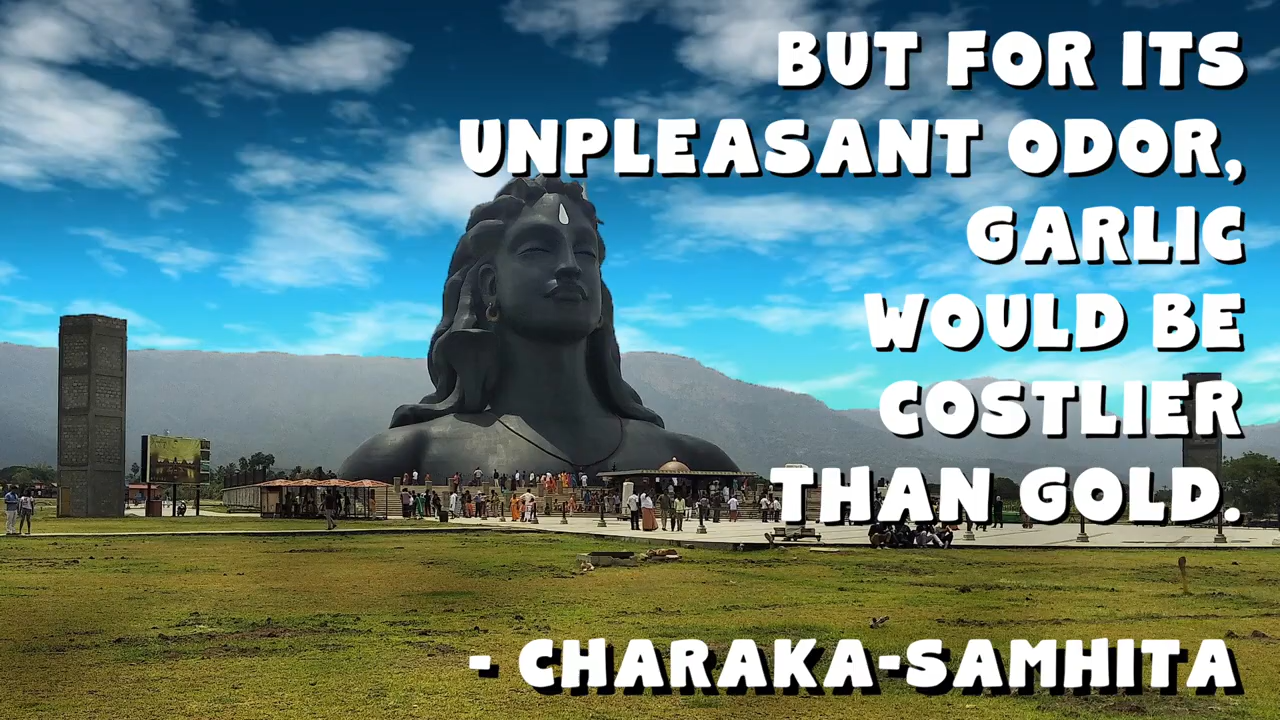 BUT FOR ITS
UNPLEASANT ODOR,
GARLIC
WOULD BE
COSTLIER
THAN GOLD.
- CHARAKA-SAMHITA